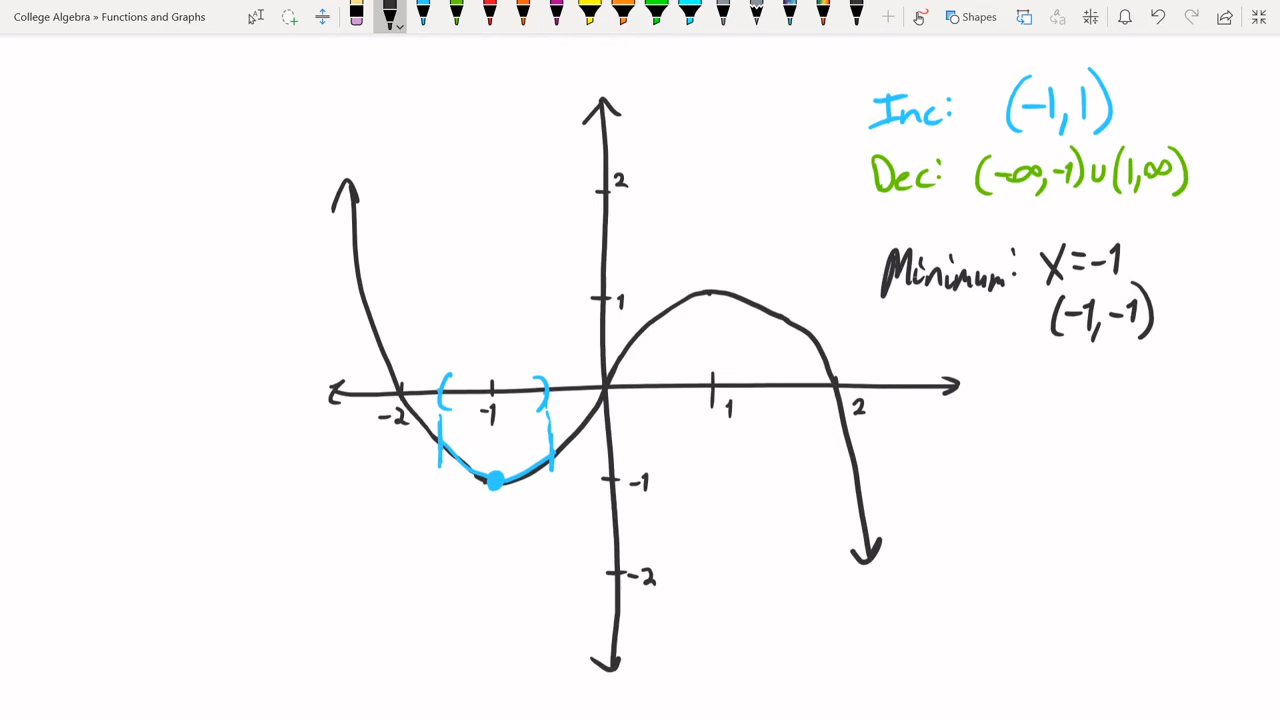 College Algebra » Functions and Graphs
Shapes
Inc: (-1, 1)
Dec: (-∞, -1) ∪ (1, ∞)
Minimum: x = -1
(-1, -1)
2
1
-2 -1 1 2
-1
-2